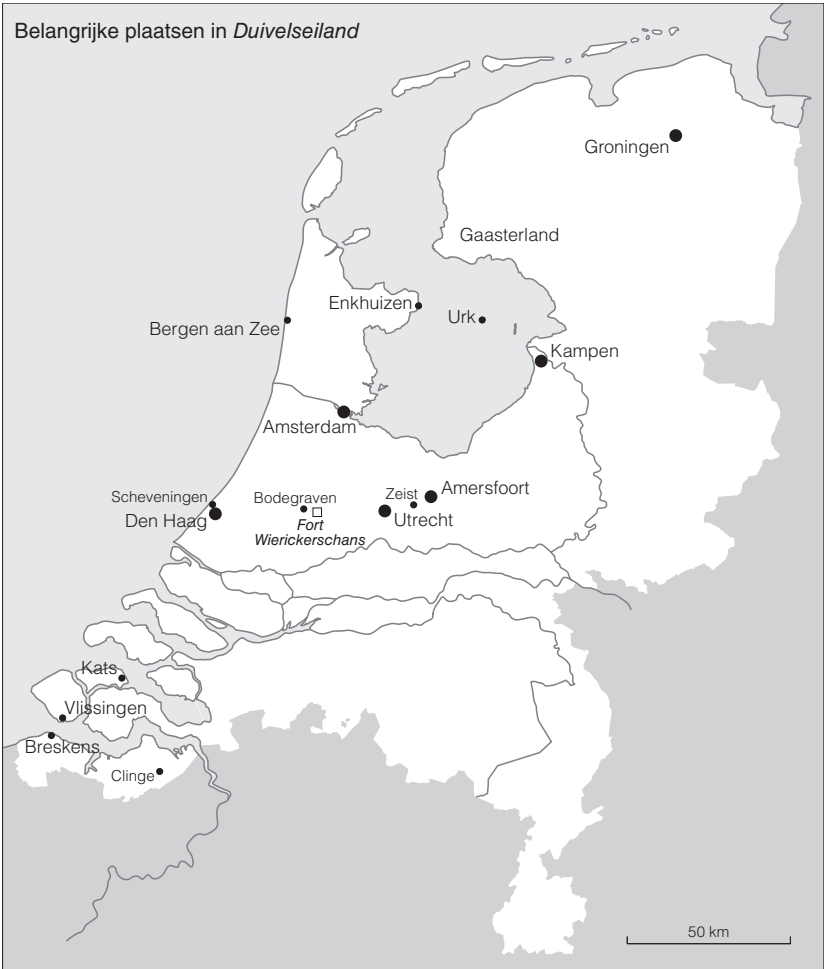 Belangrijke plaatsen in Duivelseiland
Groningen
Gaasterland
Enkhuizen
Urk
Bergen aan Zee
Kampen
Amsterdam
Scheveningen
Den Haag
Bodegraven
Fort
Wierickerschans
Zeist
Amersfoort
Utrecht
Kats
Vlissingen
Breskens
Clinge
50 km